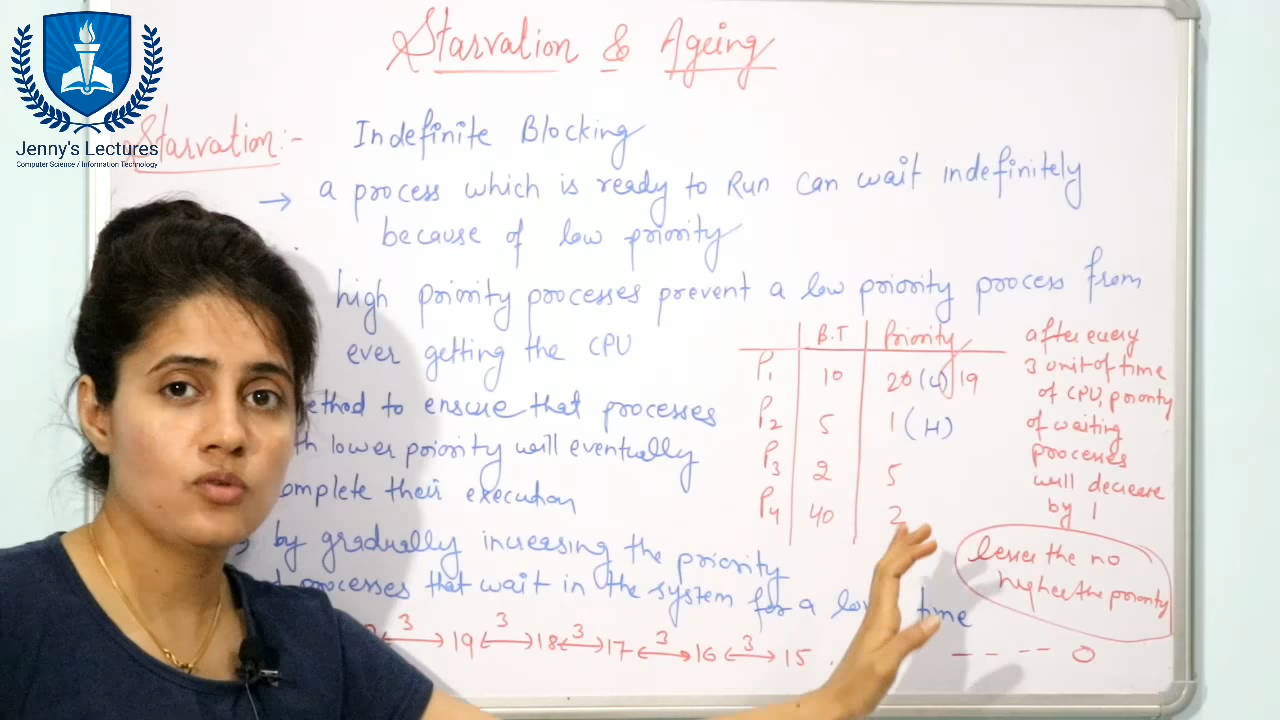 Starvation & Ageing
Jenny's Lectures
Computer Science / Information Technology
Starvation:- Indefinite Blocking
→ a process which is ready to Run can wait indefinitely
because of low priority
high priority processes prevent a low priority process from
ever getting the CPU
method to ensure that processes
lower priority will eventually
complete their execution
by gradually increasing the priority
processes that wait in the system for a time
B.T Priority
P1 10 20(L) 19
P2 5 1(H)
P3 2 5
P4 40 2
after every
3 unit of time
of CPU, priority
of waiting
processes
will decrease
by 1
lesser the no
higher the priority
3 19 3 18 3 17 3 16 3 15 . ---- 0